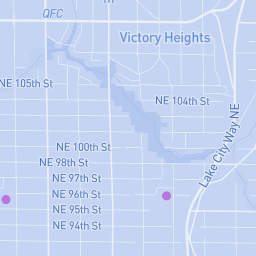 QFC
Victory Heights
NE 105th St
NE 104th St
NE 100th St
NE 98th St
NE 97th St
NE 96th St
NE 95th St
NE 94th St
Lake City Way NE